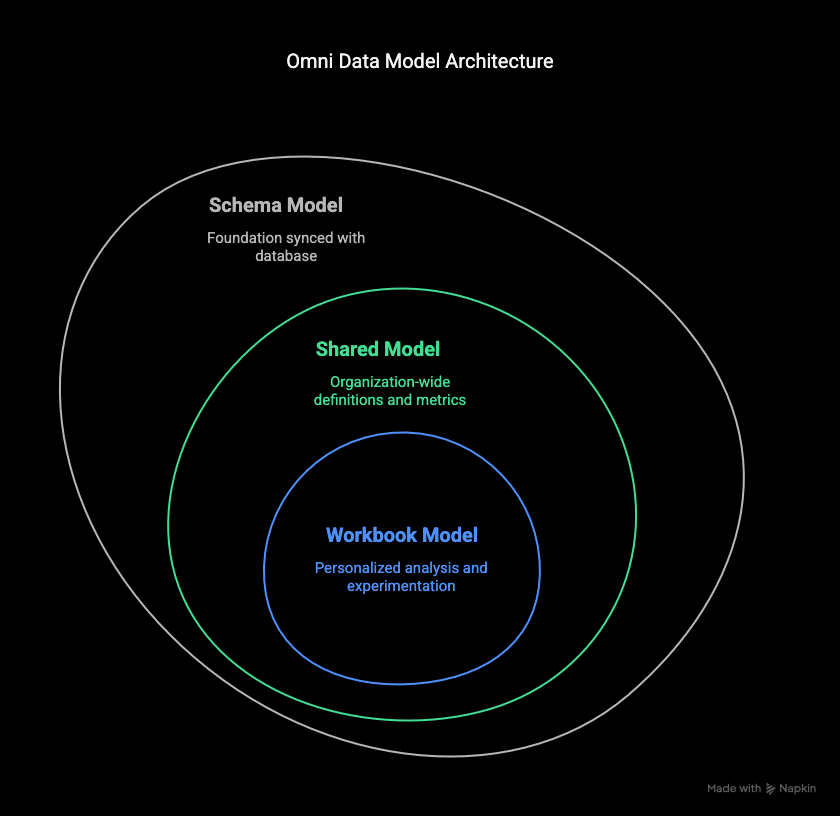 Omni Data Model Architecture
Schema Model
Foundation synced with
database
Shared Model
Organization-wide
definitions and metrics
Workbook Model
Personalized analysis and
experimentation
Made with Napkin